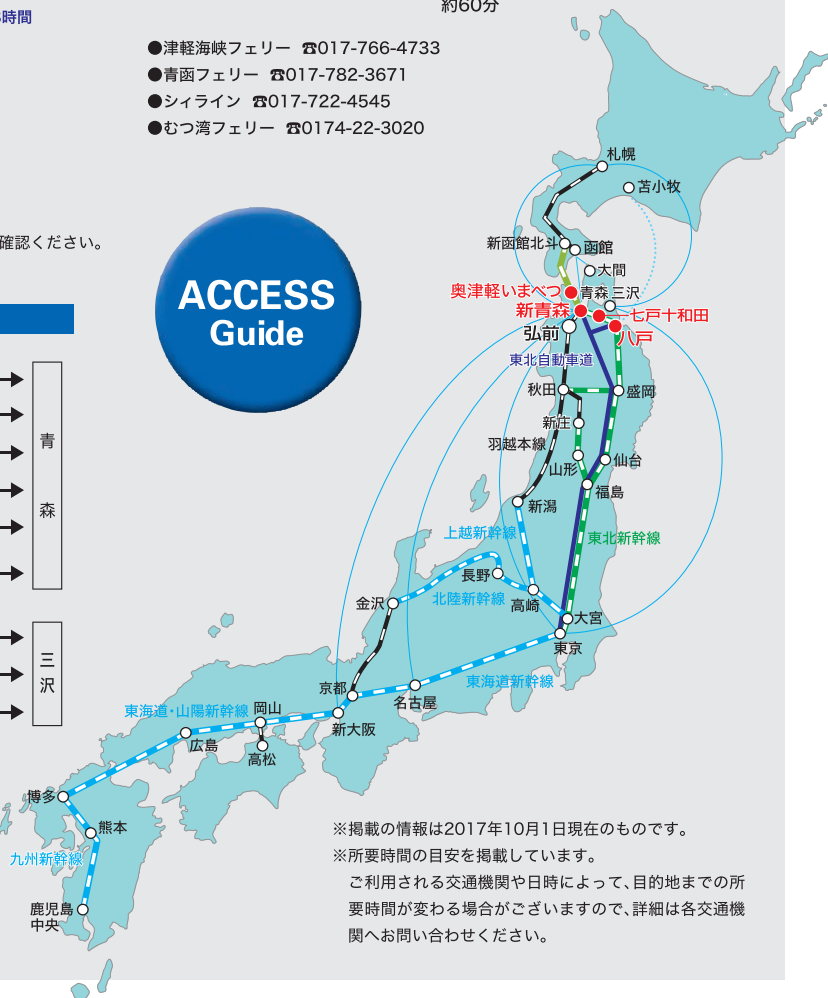 時間
約60分
●津軽海峡フェリー ☎017-766-4733
●青函フェリー ☎017-782-3671
●シィライン ☎017-722-4545
●むつ湾フェリー ☎0174-22-3020
確認ください。
ACCESS
Guide
青
森
三
沢
札幌
苫小牧
新函館北斗
函館
大間
奥津軽いまべつ
青森
三沢
新青森
七戸十和田
弘前
八戸
東北自動車道
秋田
盛岡
新庄
羽越本線
山形
仙台
福島
新潟
上越新幹線
東北新幹線
長野
北陸新幹線
高崎
金沢
大宮
東京
京都
東海道新幹線
名古屋
東海道・山陽新幹線
岡山
新大阪
広島
高松
博多
熊本
九州新幹線
鹿児島
中央
※掲載の情報は2017年10月1日現在のものです。
※所要時間の目安を掲載しています。
ご利用される交通機関や日時によって、目的地までの所
要時間が変わる場合がございますので、詳細は各交通機
関へお問い合わせください。